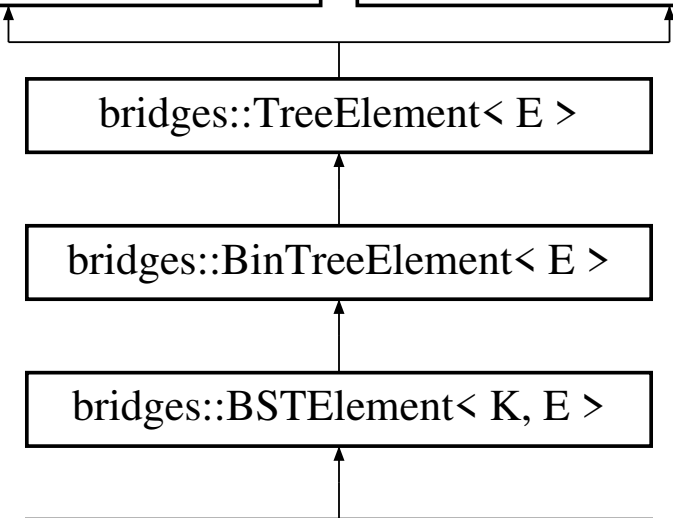 bridges::TreeElement< E >
bridges::BinTreeElement< E >
bridges::BSTElement< K, E >